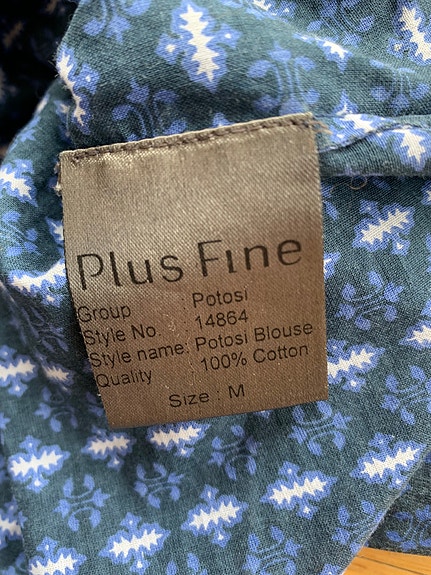 Plus Fine
Group : Potosi
Style No. : 14864
Style name: Potosi Blouse
Quality : 100% Cotton
Size : M